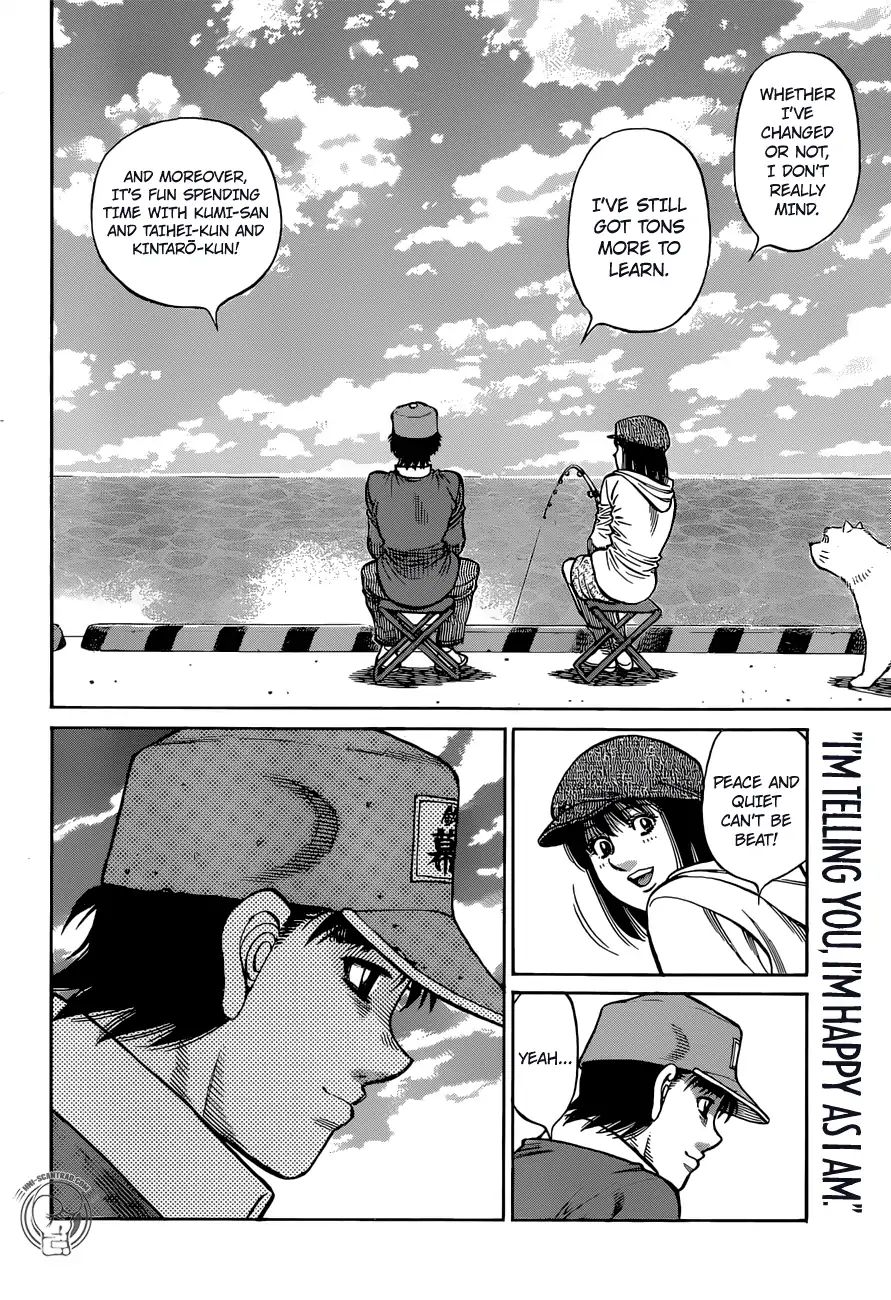 WHETHER
I'VE
CHANGED
OR NOT,
I DON'T
REALLY
MIND.
I'VE STILL
GOT TONS
MORE TO
LEARN.
AND MOREOVER,
IT'S FUN SPENDING
TIME WITH KUMI-SAN
AND TAIHEI-KUN AND
KINTARŌ-KUN!
PEACE AND
QUIET
CAN'T BE
BEAT!
YEAH...
"I'M TELLING YOU, I'M HAPPY AS I AM."